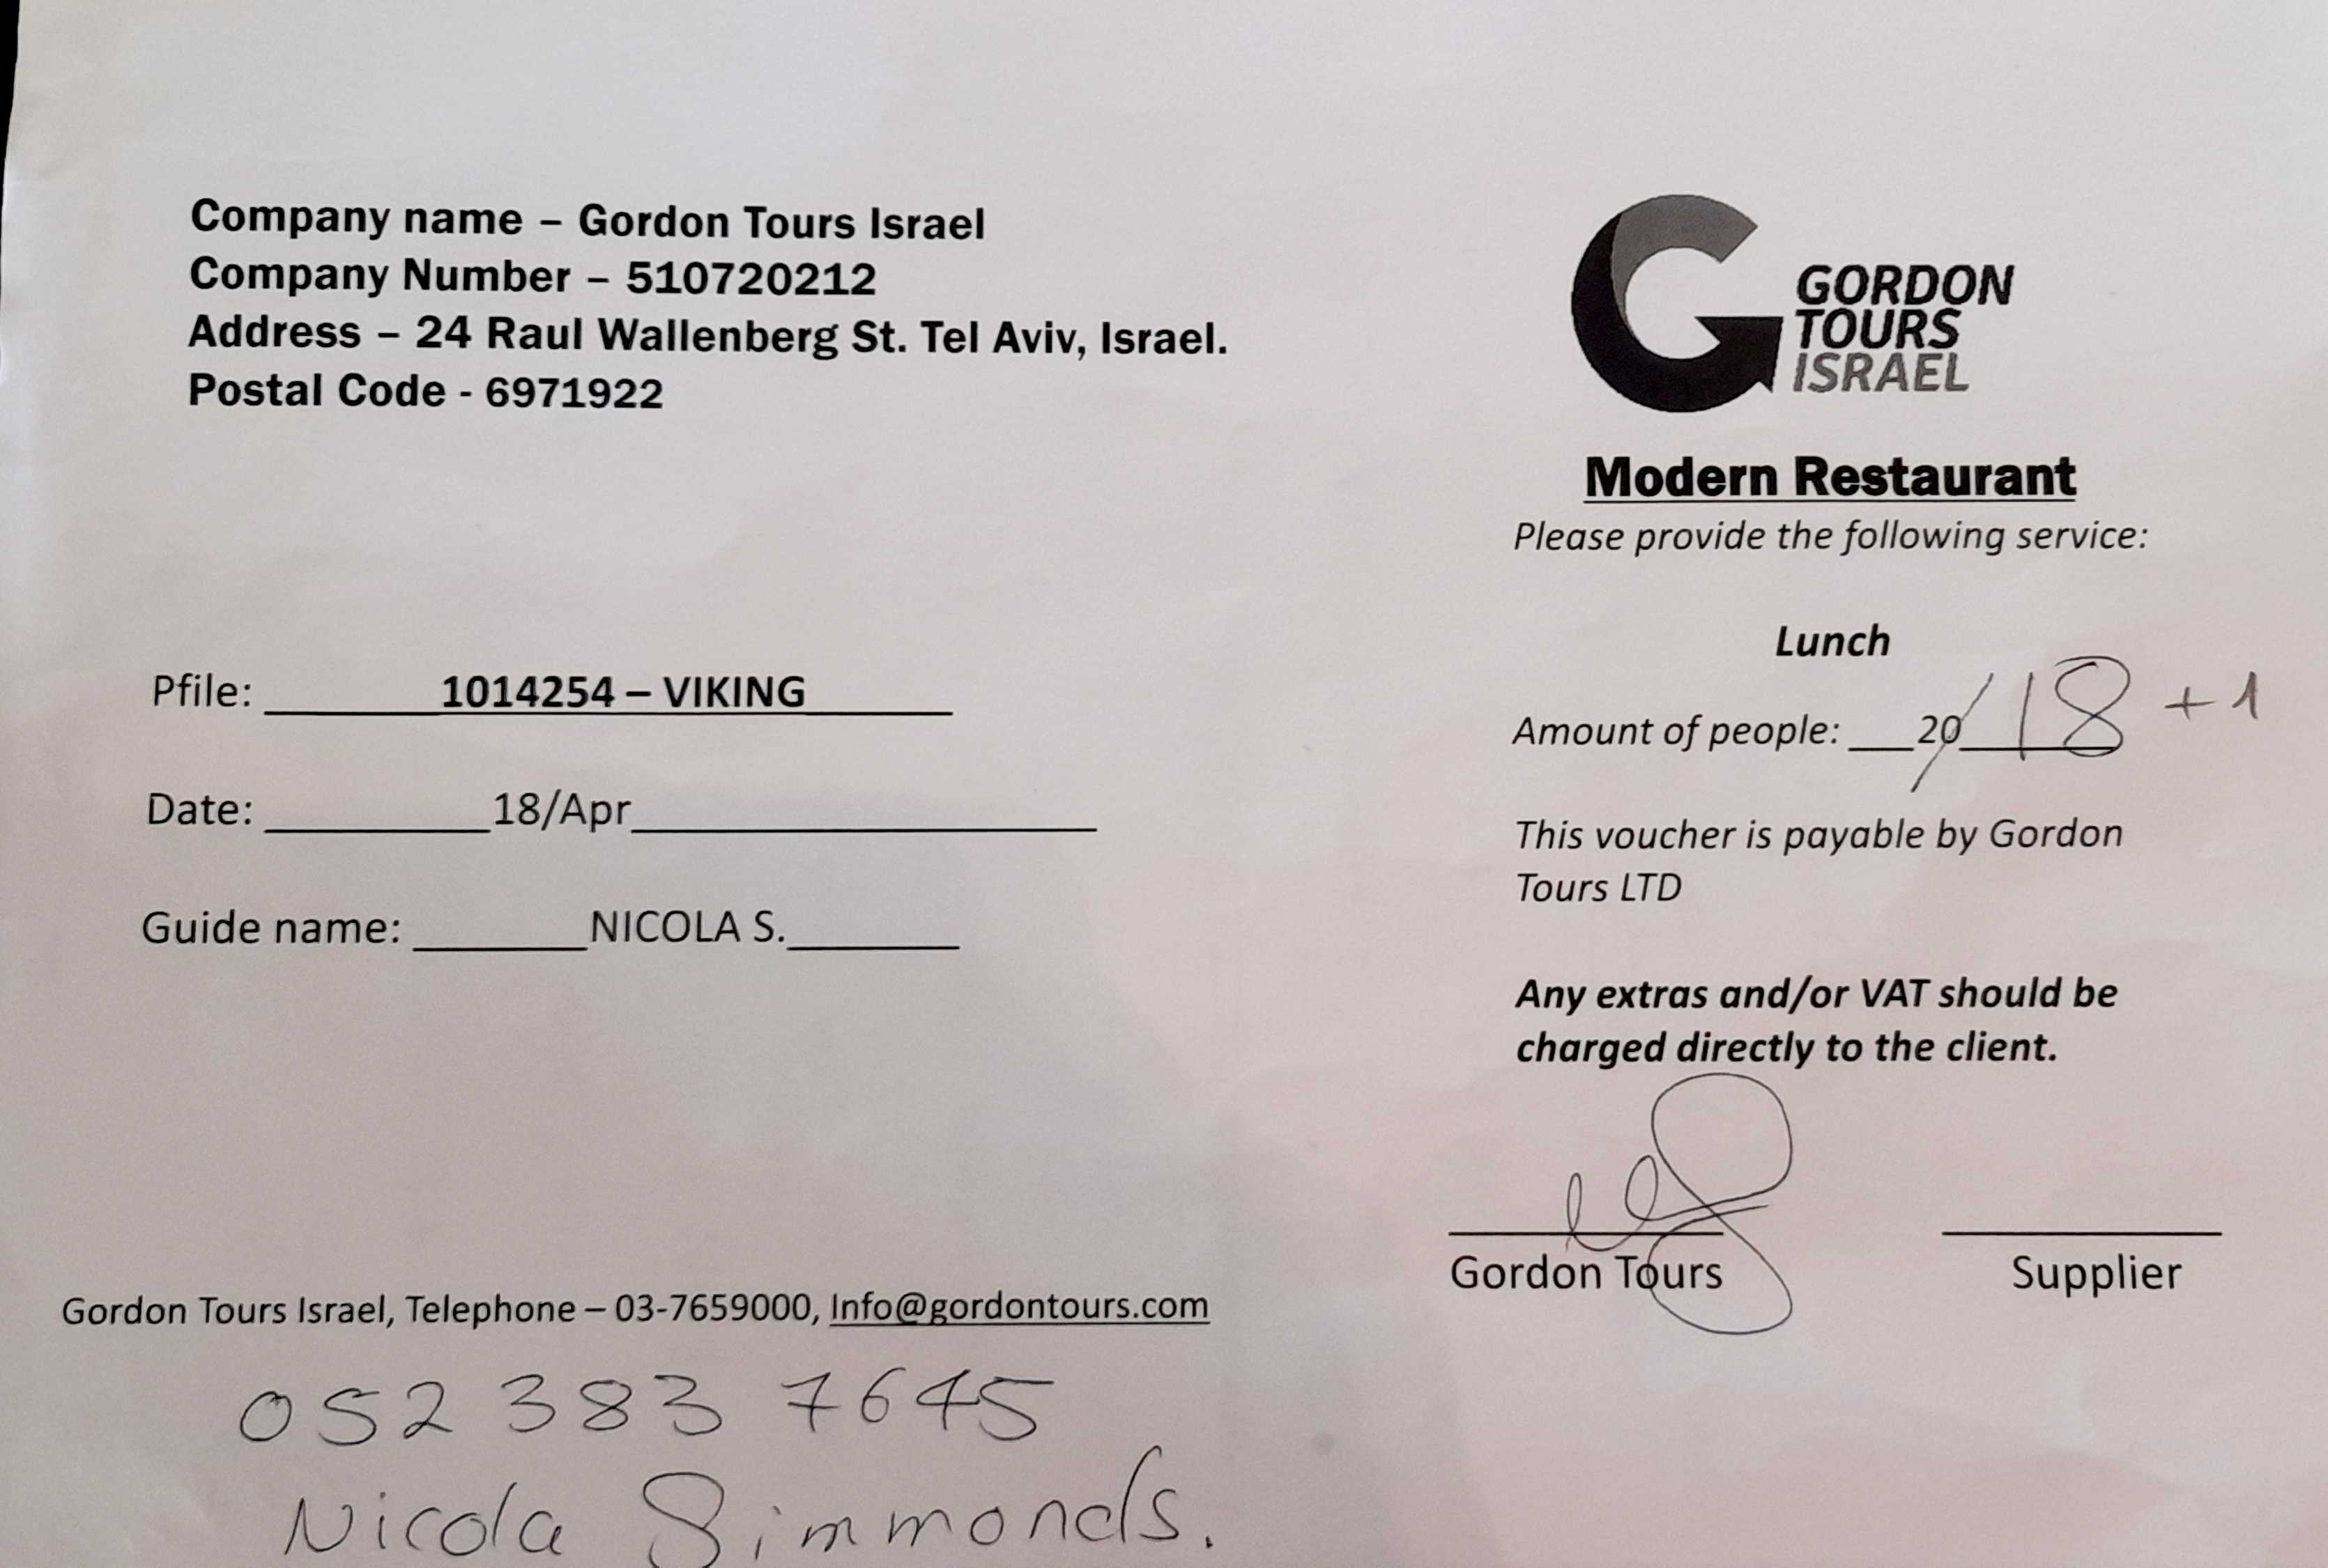 Company name – Gordon Tours Israel
Company Number – 510720212
Address – 24 Raul Wallenberg St. Tel Aviv, Israel.
Postal Code - 6971922
GORDON
TOURS
ISRAEL
Modern Restaurant
Please provide the following service:
Lunch
Pfile: 1014254 – VIKING
Amount of people: 20 18 + 1
Date: 18/Apr
This voucher is payable by Gordon
Tours LTD
Guide name: NICOLA S.
Any extras and/or VAT should be
charged directly to the client.
Gordon Tours
Supplier
Gordon Tours Israel, Telephone – 03-7659000, Info@gordontours.com
052 383 7645
Nicola Simmonds.